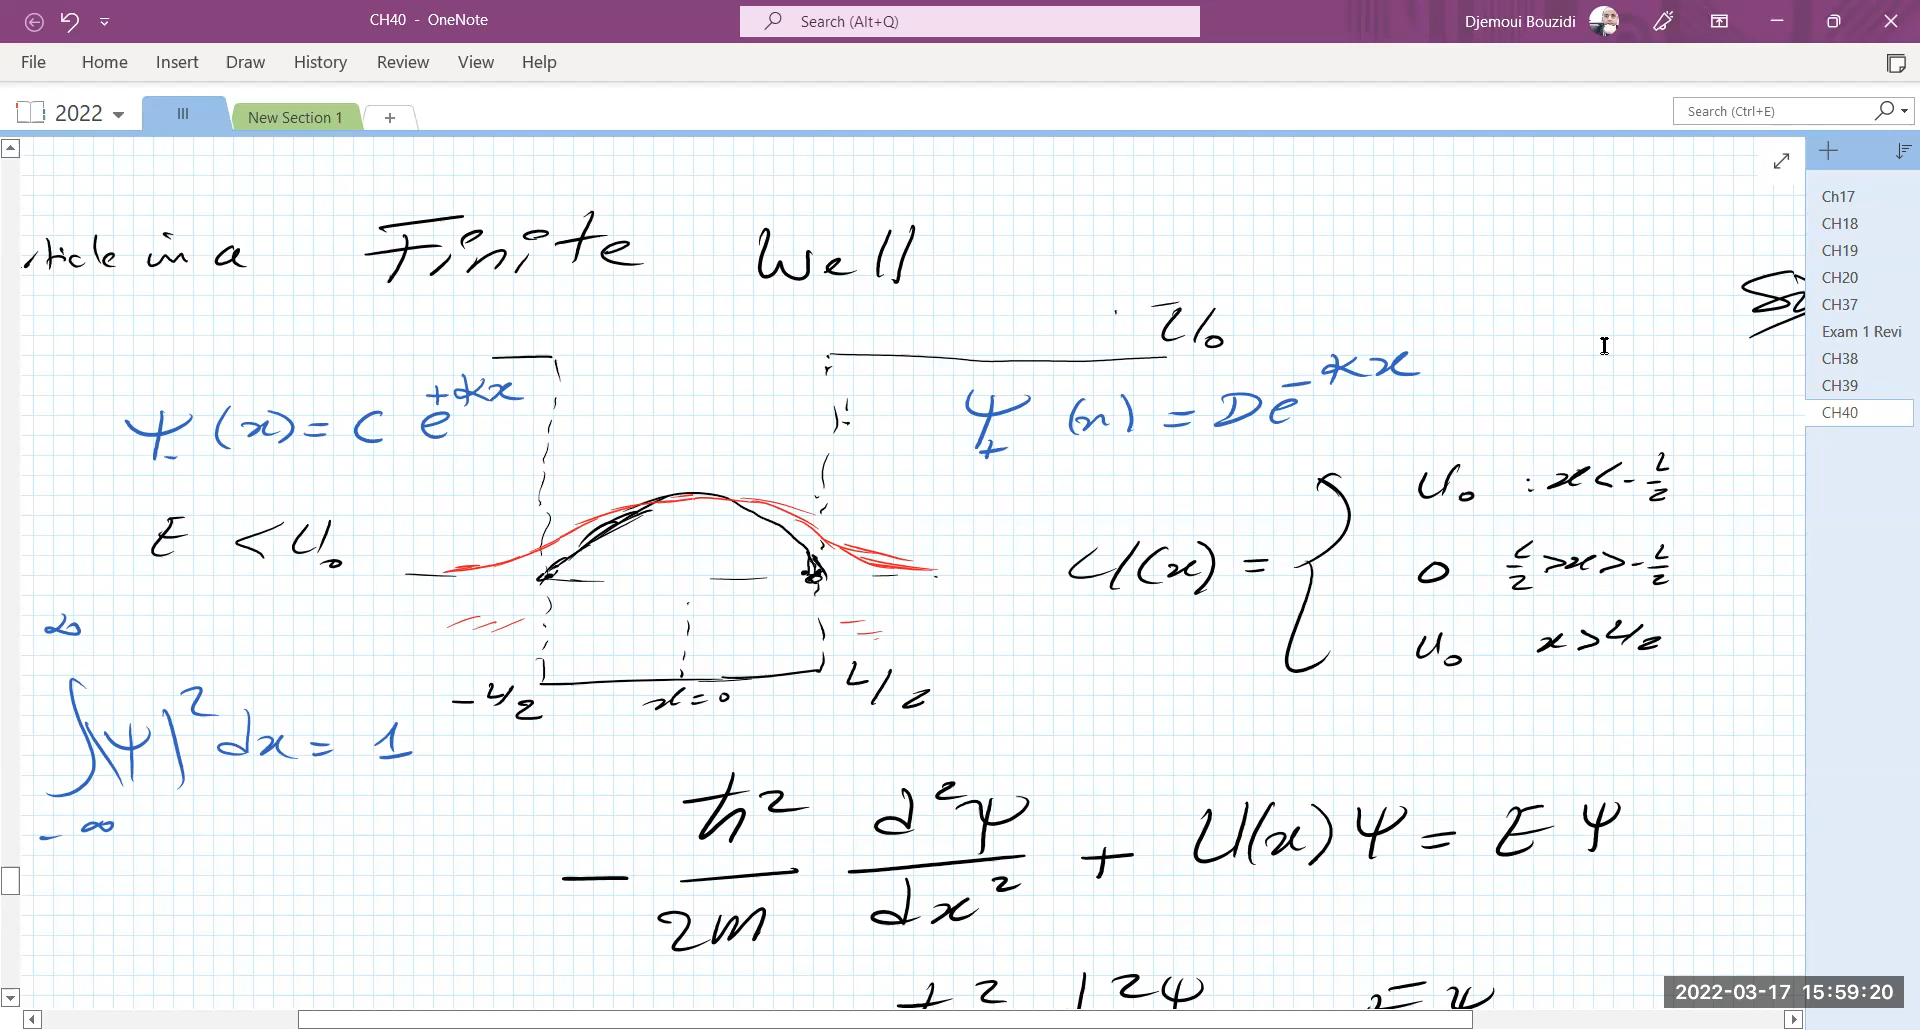 CH40 - OneNote
Search (Alt+Q)
Djemoui Bouzidi
File Home Insert Draw History Review View Help
2022
III
New Section 1
+
Search (Ctrl+E)
Ch17
CH18
CH19
CH20
CH37
Exam 1 Revi
CH38
CH39
CH40
rticle in a Finite Well
U₀
ψ₋(x) = C e^{+Kx}
ψ₊(x) = D e^{-Kx}
E < U₀
U(x) = {
U₀ : x < -L/2
0 L/2 > x > -L/2
U₀ x > L/2
-L/2 x=0 L/2
∫_{-∞}^{∞} |ψ|² dx = 1
- ħ²/2m d²ψ/dx² + U(x) ψ = E ψ
2022-03-17 15:59:20